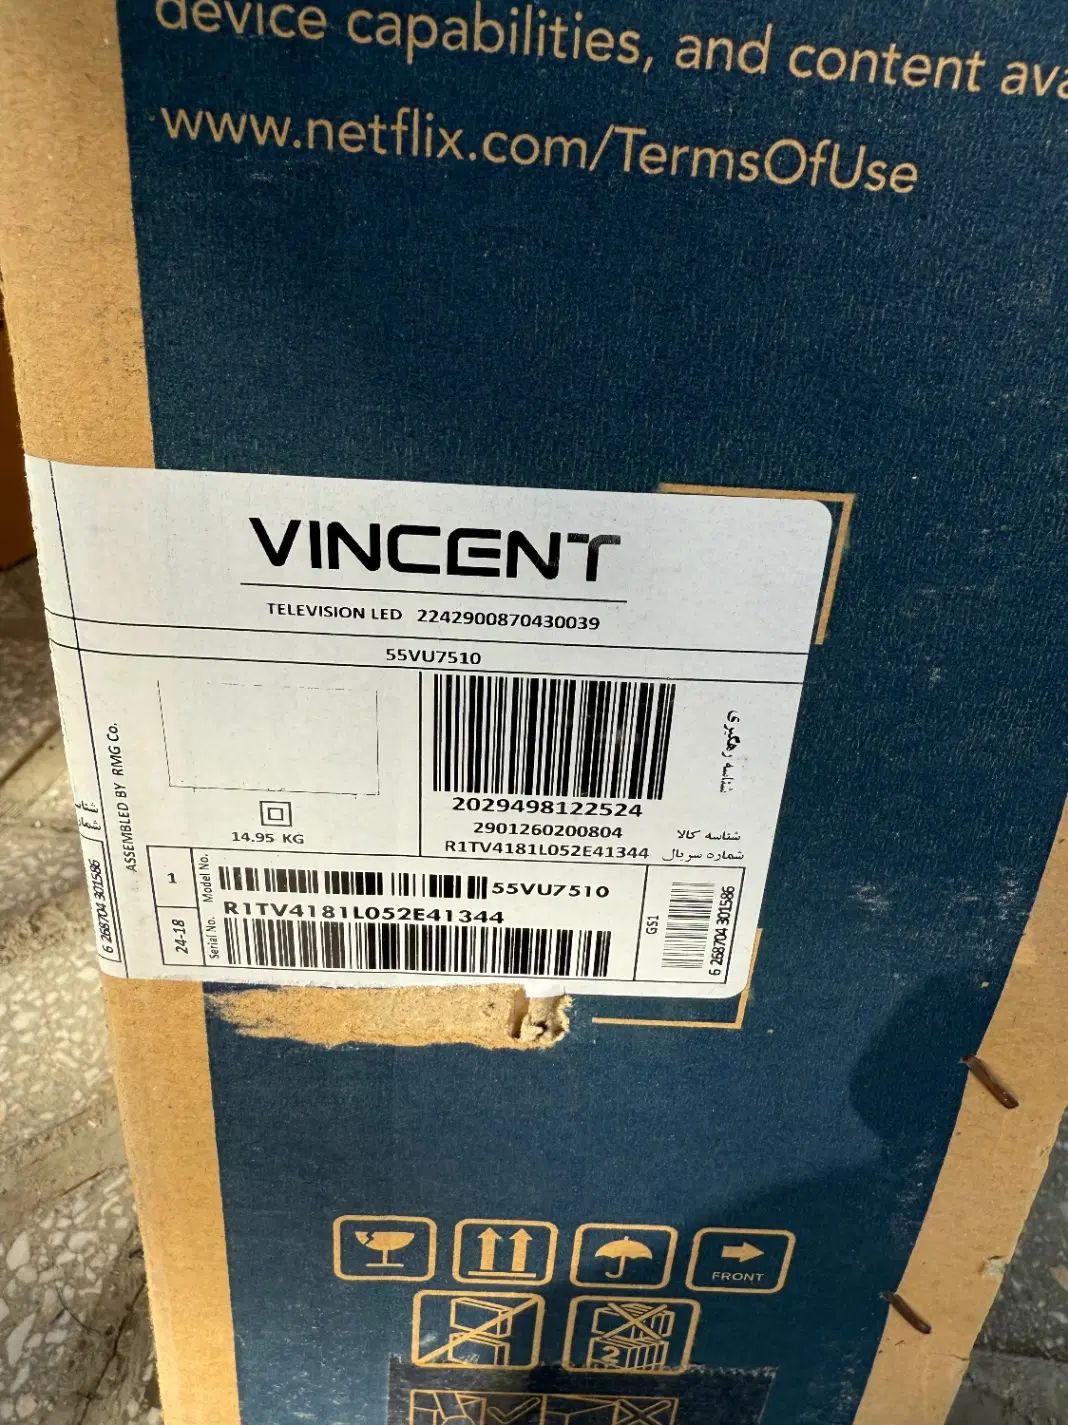 device capabilities, and content ava
www.netflix.com/TermsOfUse
VINCENT
TELEVISION LED 2242900870430039
55VU7510
شناسه رهگیری
2029498122524
2901260200804 شناسه کالا
R1TV4181L052E41344 شماره سریال
ASSEMBLED BY RMG Co.
14.95 KG
1
24-18
Model No.
55VU7510
Serial No.
R1TV4181L052E41344
GS1
6 268704 301586
6 268704 301586
FRONT
2